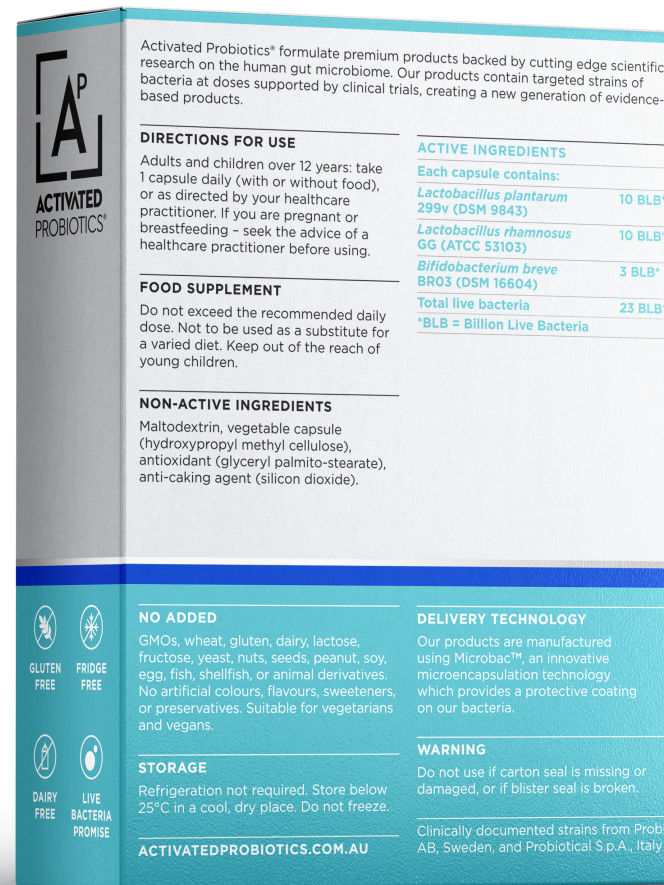 AP
ACTIVATED
PROBIOTICS®
Activated Probiotics® formulate premium products backed by cutting edge scientific
research on the human gut microbiome. Our products contain targeted strains of
bacteria at doses supported by clinical trials, creating a new generation of evidence-
based products.
DIRECTIONS FOR USE
Adults and children over 12 years: take
1 capsule daily (with or without food),
or as directed by your healthcare
practitioner. If you are pregnant or
breastfeeding – seek the advice of a
healthcare practitioner before using.
FOOD SUPPLEMENT
Do not exceed the recommended daily
dose. Not to be used as a substitute for
a varied diet. Keep out of the reach of
young children.
NON-ACTIVE INGREDIENTS
Maltodextrin, vegetable capsule
(hydroxypropyl methyl cellulose),
antioxidant (glyceryl palmito-stearate),
anti-caking agent (silicon dioxide).
ACTIVE INGREDIENTS
Each capsule contains:
Lactobacillus plantarum 10 BLB*
299v (DSM 9843)
Lactobacillus rhamnosus 10 BLB*
GG (ATCC 53103)
Bifidobacterium breve 3 BLB*
BR03 (DSM 16604)
Total live bacteria 23 BLB*
*BLB = Billion Live Bacteria
GLUTEN
FREE
FRIDGE
FREE
DAIRY
FREE
LIVE
BACTERIA
PROMISE
NO ADDED
GMOs, wheat, gluten, dairy, lactose,
fructose, yeast, nuts, seeds, peanut, soy,
egg, fish, shellfish, or animal derivatives.
No artificial colours, flavours, sweeteners,
or preservatives. Suitable for vegetarians
and vegans.
STORAGE
Refrigeration not required. Store below
25°C in a cool, dry place. Do not freeze.
ACTIVATEDPROBIOTICS.COM.AU
DELIVERY TECHNOLOGY
Our products are manufactured
using Microbac™, an innovative
microencapsulation technology
which provides a protective coating
on our bacteria.
WARNING
Do not use if carton seal is missing or
damaged, or if blister seal is broken.
Clinically documented strains from Prob
AB, Sweden, and Probiotical S.p.A., Italy